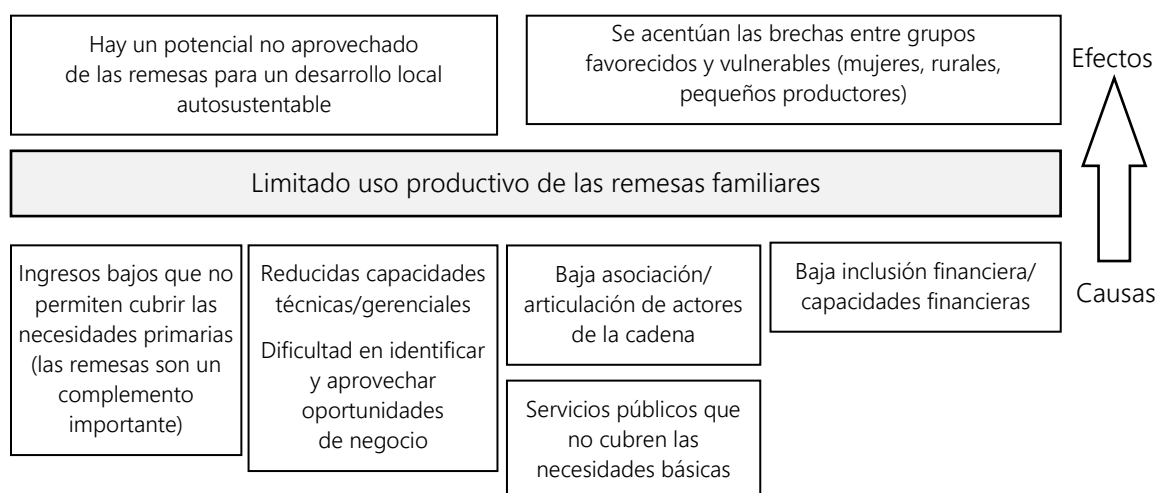 Hay un potencial no aprovechado
de las remesas para un desarrollo local
autosustentable
Se acentúan las brechas entre grupos
favorecidos y vulnerables (mujeres, rurales,
pequeños productores)
Efectos
Limitado uso productivo de las remesas familiares
Ingresos bajos que no
permiten cubrir las
necesidades primarias
(las remesas son un
complemento
importante)
Reducidas capacidades
técnicas/gerenciales
Dificultad en identificar
y aprovechar
oportunidades
de negocio
Baja asociación/
articulación de actores
de la cadena
Servicios públicos que
no cubren las
necesidades básicas
Baja inclusión financiera/
capacidades financieras
Causas